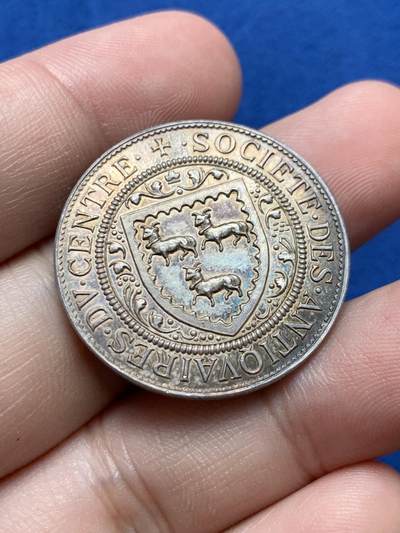 ✠ SOCIETE · DES · ANTIQVAIRES · DV · CENTRE ·